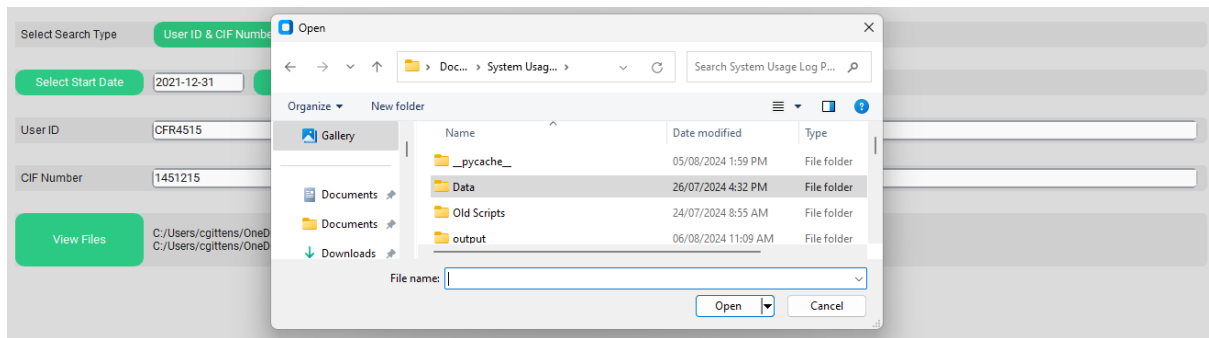 Select Search Type
User ID & CIF Numbe
Open
Doc... › System Usag... ›
Search System Usage Log P...
Select Start Date
2021-12-31
Organize
New folder
User ID
CFR4515
Gallery
Name
Date modified
Type
__pycache__
05/08/2024 1:59 PM
File folder
CIF Number
1451215
Documents
Data
26/07/2024 4:32 PM
File folder
Documents
Old Scripts
24/07/2024 8:55 AM
File folder
Downloads
output
06/08/2024 11:09 AM
File folder
View Files
C:/Users/cgittens/OneD
C:/Users/cgittens/OneD
File name:
Open
Cancel